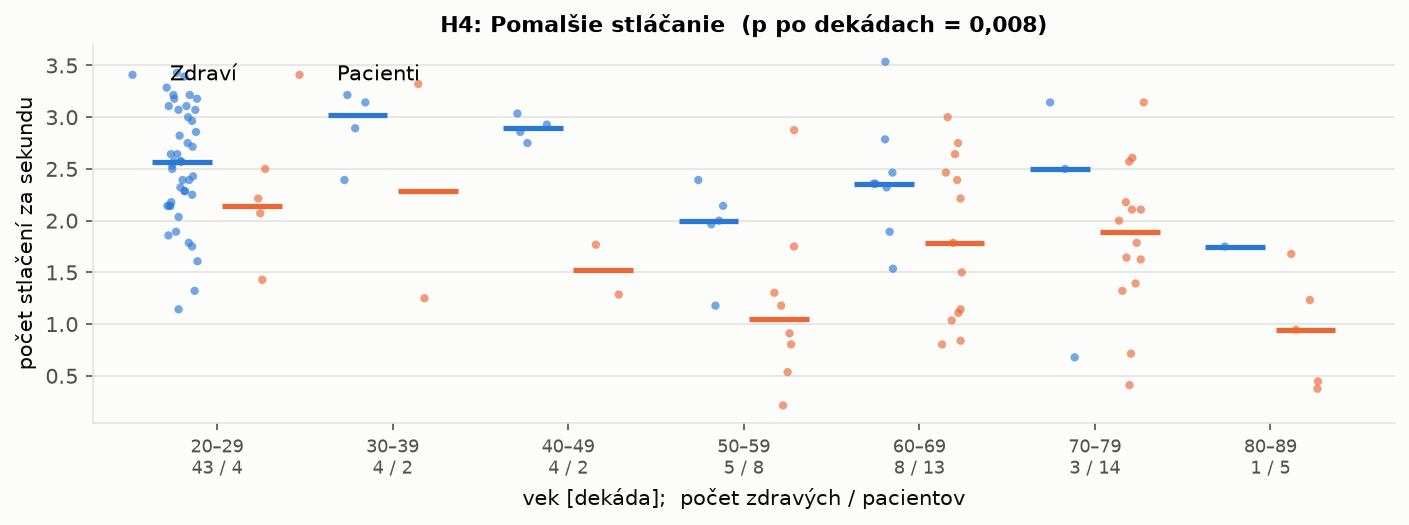 H4: Pomalšie stláčanie  (p po dekádach = 0,008)
Zdraví
Pacienti
počet stlačení za sekundu
3.5
3.0
2.5
2.0
1.5
1.0
0.5
20–29 30–39 40–49 50–59 60–69 70–79 80–89
43 / 4 4 / 2 4 / 2 5 / 8 8 / 13 3 / 14 1 / 5
vek [dekáda];  počet zdravých / pacientov